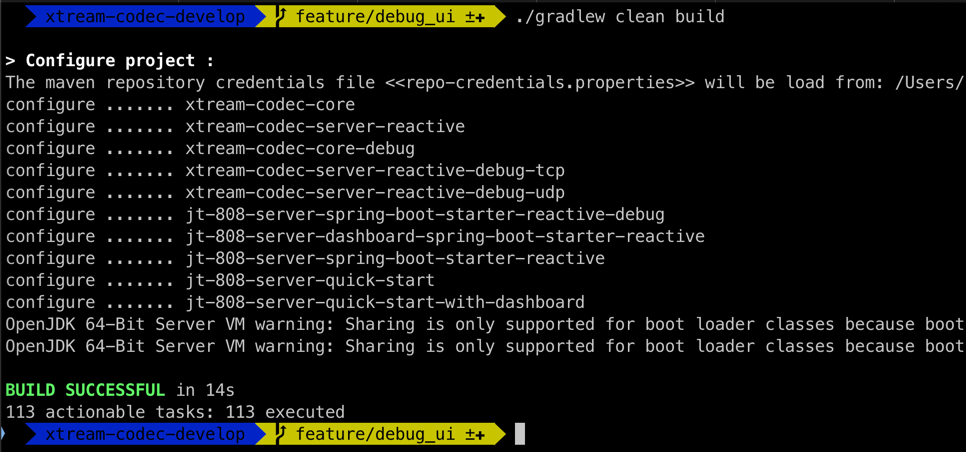 xtream-codec-develop feature/debug_ui ±✚ ./gradlew clean build
> Configure project :
The maven repository credentials file <<repo-credentials.properties>> will be load from: /Users/
configure ....... xtream-codec-core
configure ....... xtream-codec-server-reactive
configure ....... xtream-codec-core-debug
configure ....... xtream-codec-server-reactive-debug-tcp
configure ....... xtream-codec-server-reactive-debug-udp
configure ....... jt-808-server-spring-boot-starter-reactive-debug
configure ....... jt-808-server-dashboard-spring-boot-starter-reactive
configure ....... jt-808-server-spring-boot-starter-reactive
configure ....... jt-808-server-quick-start
configure ....... jt-808-server-quick-start-with-dashboard
OpenJDK 64-Bit Server VM warning: Sharing is only supported for boot loader classes because boot
OpenJDK 64-Bit Server VM warning: Sharing is only supported for boot loader classes because boot
BUILD SUCCESSFUL in 14s
113 actionable tasks: 113 executed
xtream-codec-develop feature/debug_ui ±✚